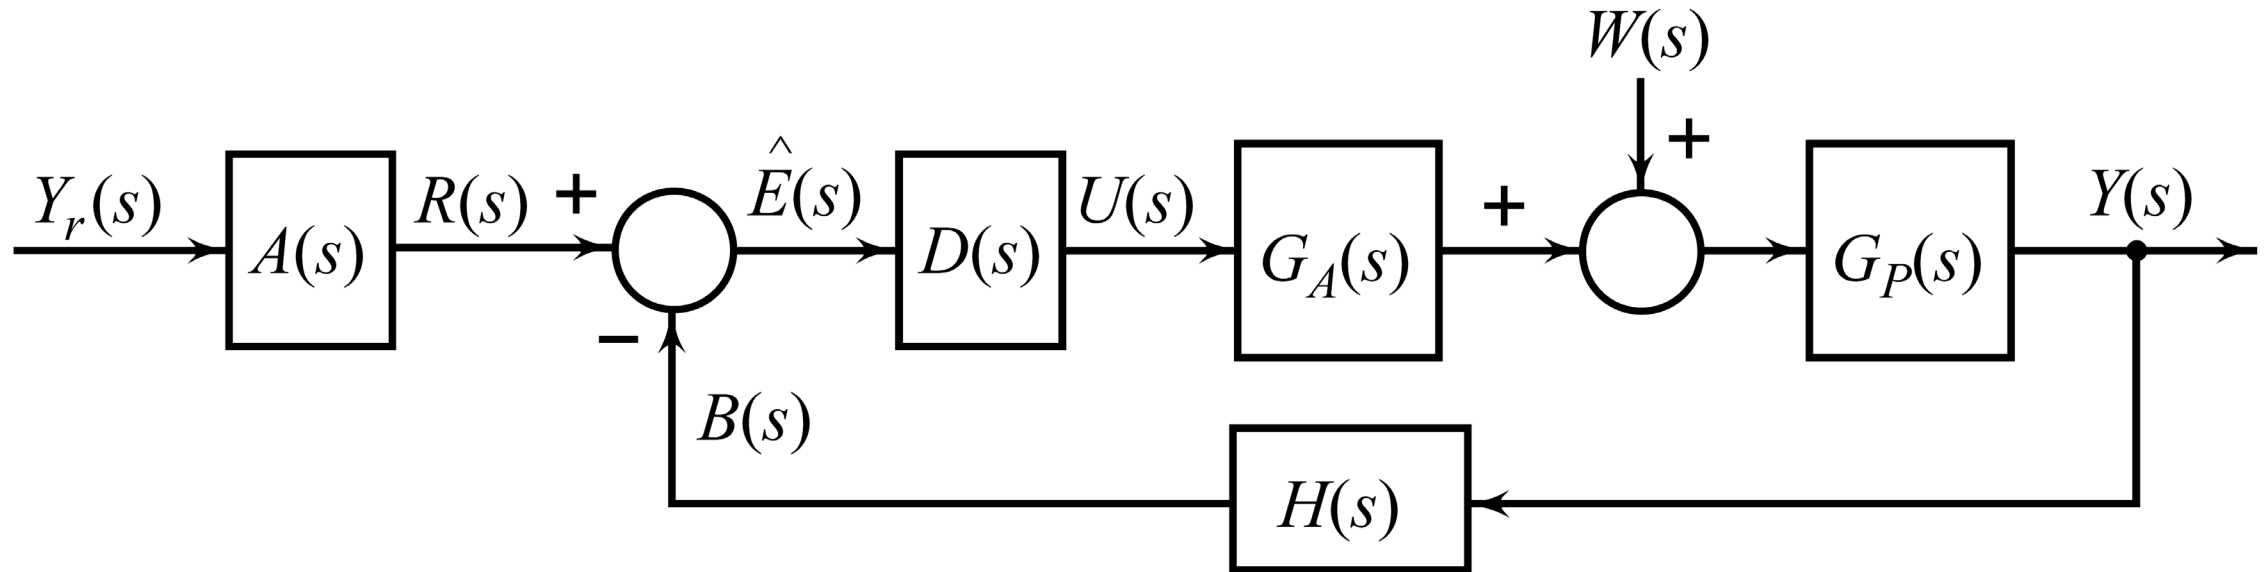 W(s)
+
Y_r(s)
A(s)
R(s)
+
−
Ê(s)
D(s)
U(s)
G_A(s)
+
G_P(s)
Y(s)
B(s)
H(s)